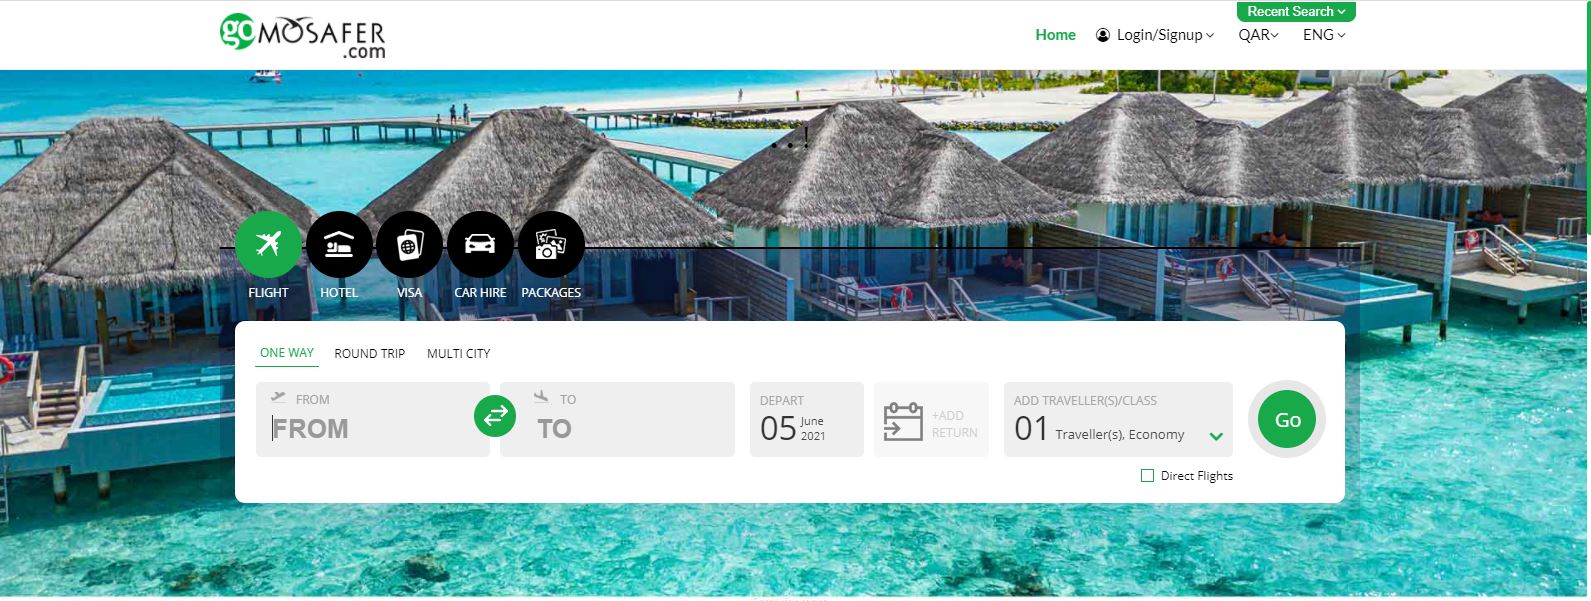 Recent Search
goMOSAFER
.com
Home Login/Signup QAR ENG
. . !
FLIGHT HOTEL VISA CAR HIRE PACKAGES
ONE WAY ROUND TRIP MULTI CITY
FROM TO DEPART ADD TRAVELLER(S)/CLASS
FROM TO 05 June 2021 +ADD RETURN 01 Traveller(s), Economy Go
Direct Flights